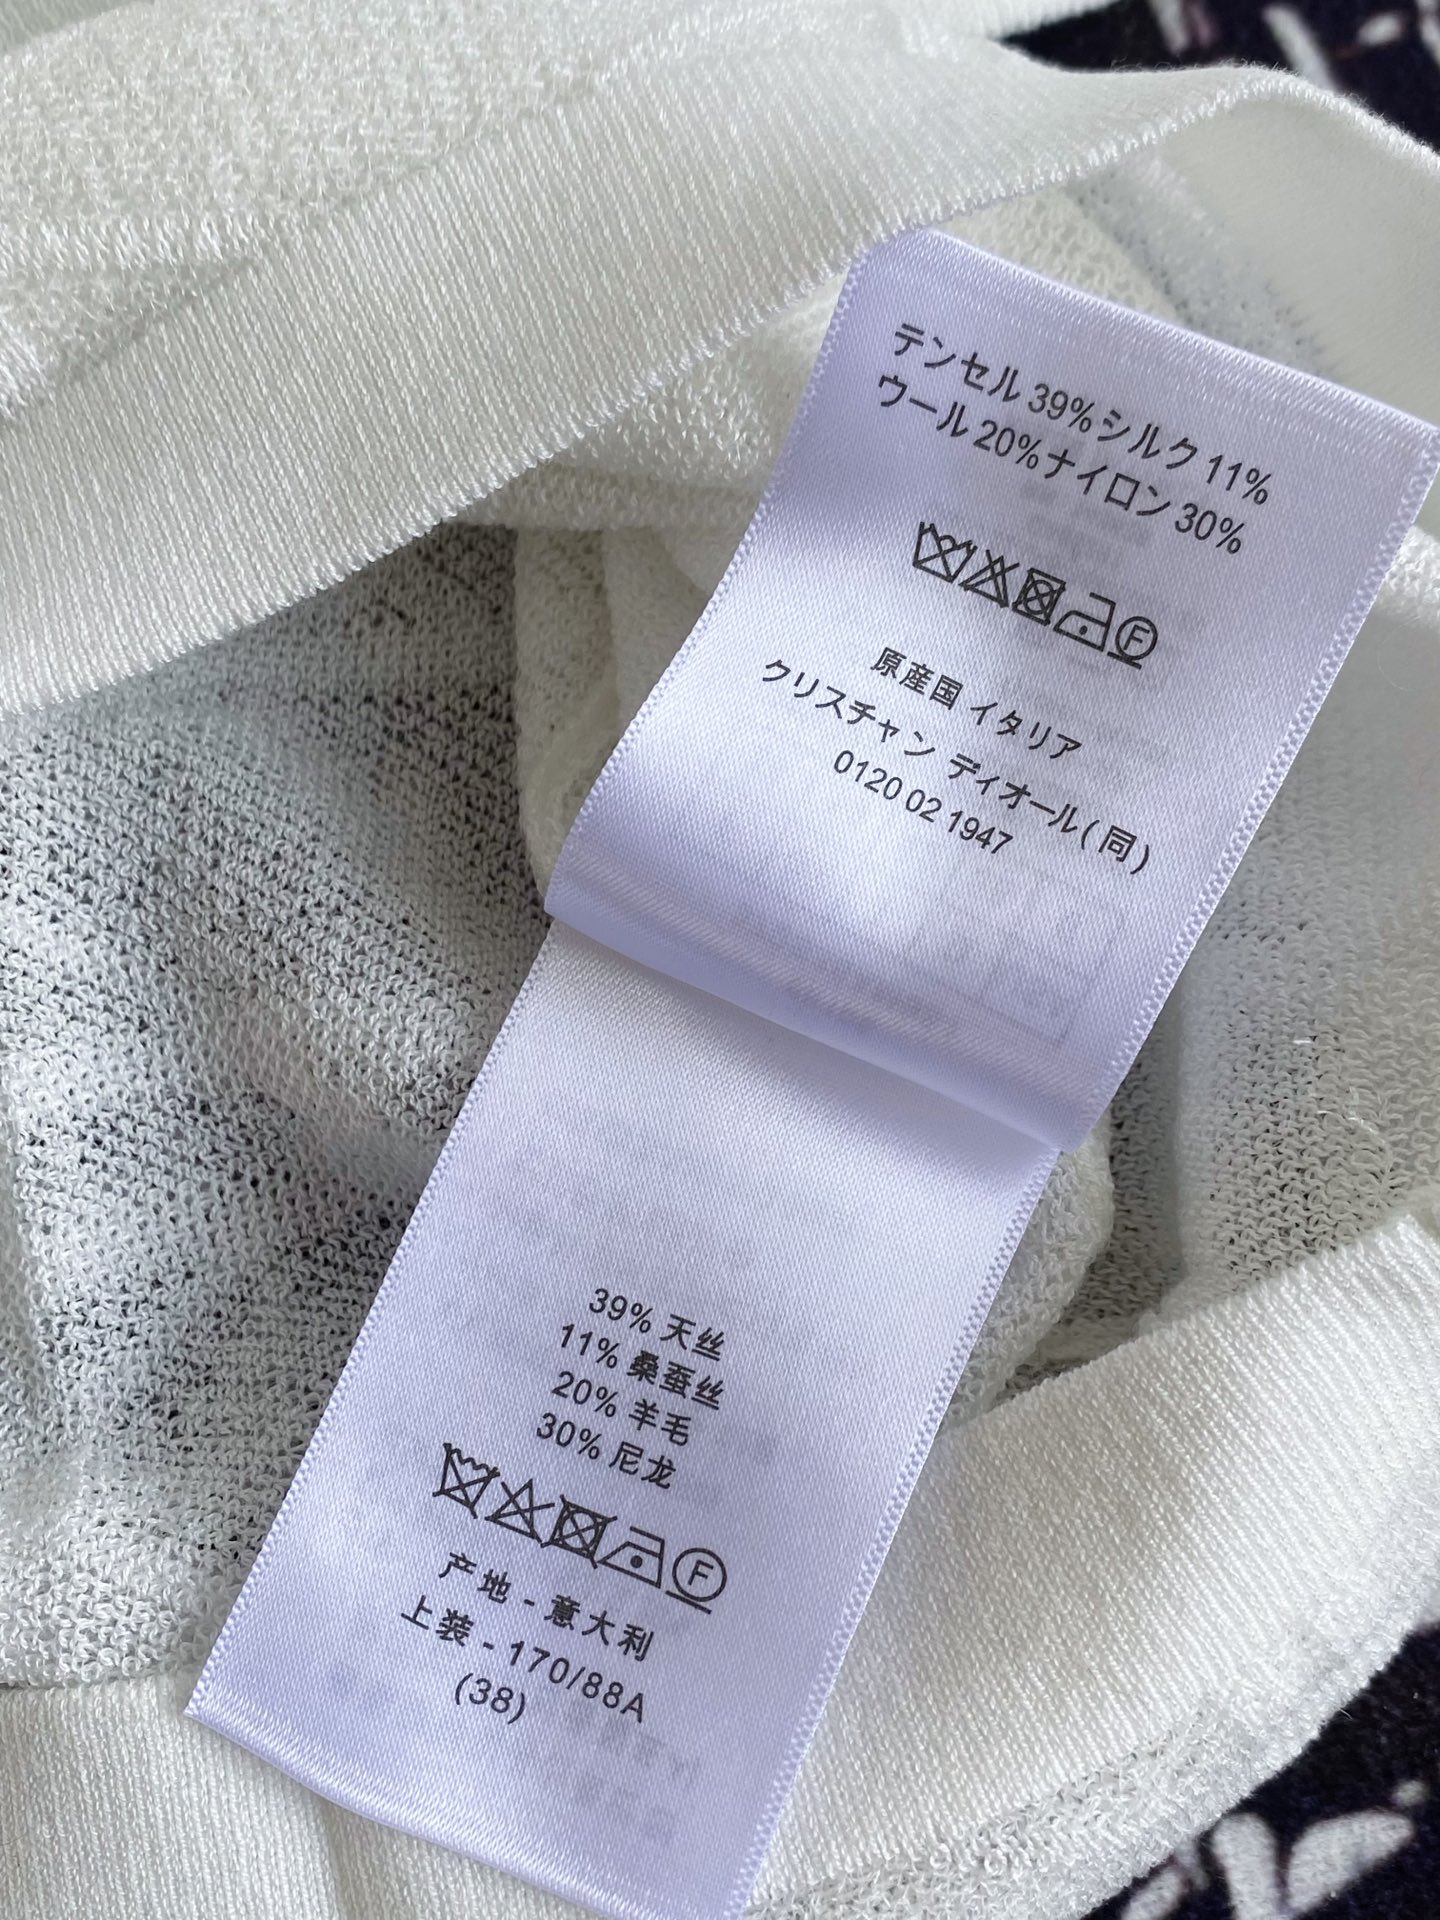 テンセル 39%シルク 11%
ウール 20%ナイロン 30%
F
原産国 イタリア
クリスチャン ディオール(同)
0120 02 1947
39% 天丝
11% 桑蚕丝
20% 羊毛
30% 尼龙
F
产地 - 意大利
上装 - 170/88A
(38)